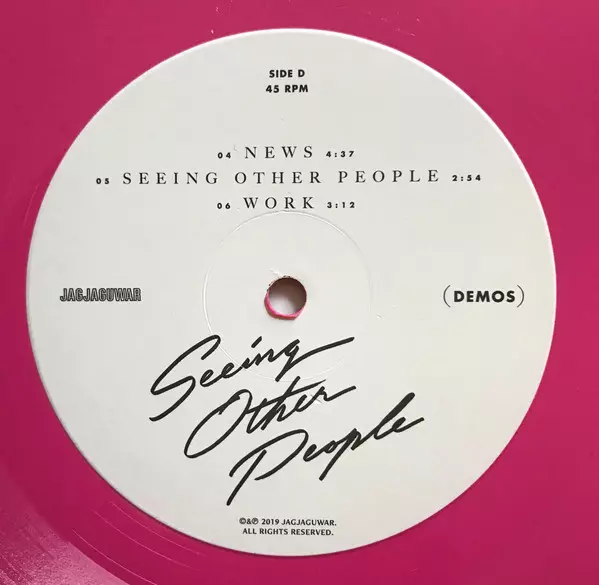 SIDE D
45 RPM
04 NEWS 4:37
05 SEEING OTHER PEOPLE 2:54
06 WORK 3:12
JAGJAGUWAR
(DEMOS)
Seeing
Other
People
©&℗ 2019 JAGJAGUWAR.
ALL RIGHTS RESERVED.